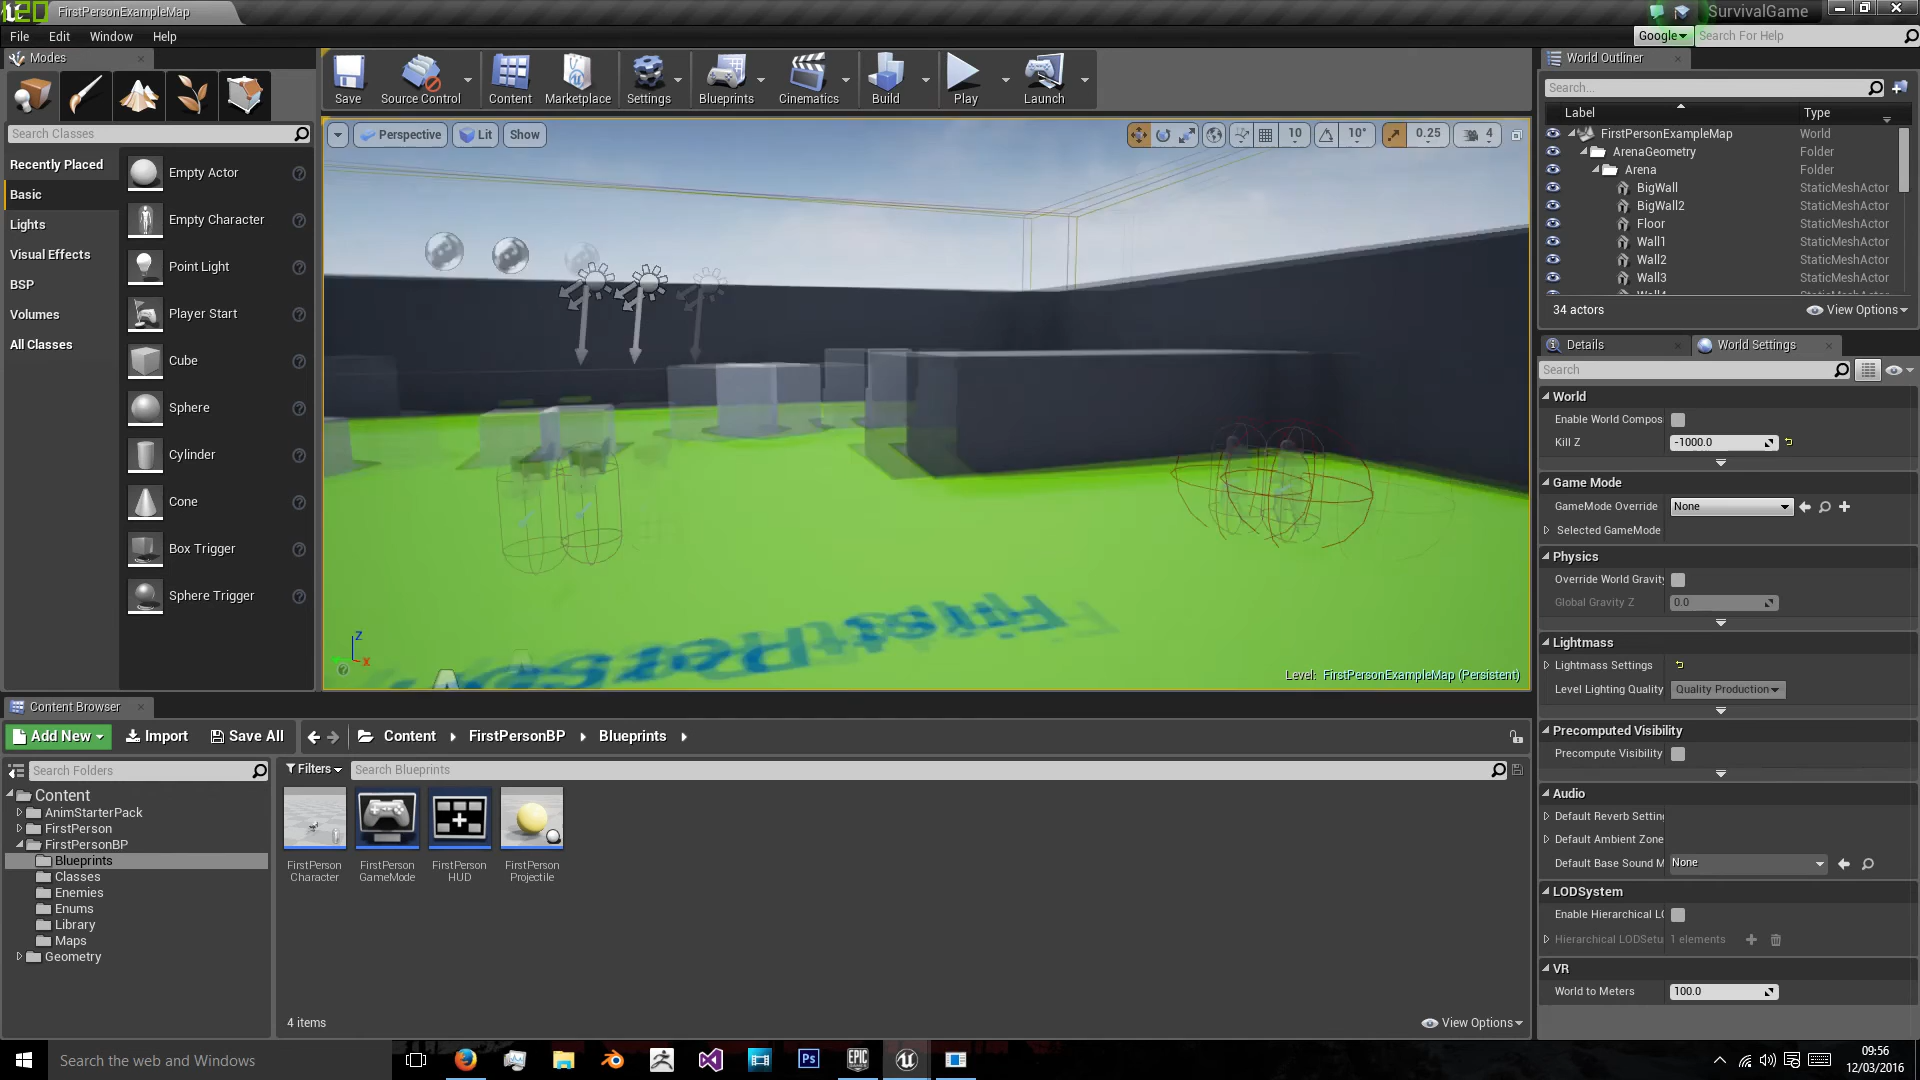 120
FirstPersonExampleMap
SurvivalGame
File Edit Window Help
Google
Search For Help
Modes
Search Classes
Recently Placed
Basic
Lights
Visual Effects
BSP
Volumes
All Classes
Empty Actor
Empty Character
Point Light
Player Start
Cube
Sphere
Cylinder
Cone
Box Trigger
Sphere Trigger
Save
Source Control
Content
Marketplace
Settings
Blueprints
Cinematics
Build
Play
Launch
Perspective Lit Show
10 10° 0.25 4
FirstPerso
Z
X
Level: FirstPersonExampleMap (Persistent)
World Outliner
Search...
Label Type
FirstPersonExampleMap World
ArenaGeometry Folder
Arena Folder
BigWall StaticMeshActor
BigWall2 StaticMeshActor
Floor StaticMeshActor
Wall1 StaticMeshActor
Wall2 StaticMeshActor
Wall3 StaticMeshActor
34 actors View Options
Details World Settings
Search
World
Enable World Compos
Kill Z -1000.0
Game Mode
GameMode Override None
Selected GameMode
Physics
Override World Gravity
Global Gravity Z 0.0
Lightmass
Lightmass Settings
Level Lighting Quality Quality Production
Precomputed Visibility
Precompute Visibility
Audio
Default Reverb Setting
Default Ambient Zone
Default Base Sound M None
LODSystem
Enable Hierarchical LO
Hierarchical LODSetu 1 elements
VR
World to Meters 100.0
Content Browser
Add New Import Save All
Content FirstPersonBP Blueprints
Search Folders
Content
AnimStarterPack
FirstPerson
FirstPersonBP
Blueprints
Classes
Enemies
Enums
Library
Maps
Geometry
Filters Search Blueprints
FirstPerson
Character
FirstPerson
GameMode
FirstPerson
HUD
FirstPerson
Projectile
4 items View Options
Search the web and Windows
Ps
EPIC
09:56
12/03/2016